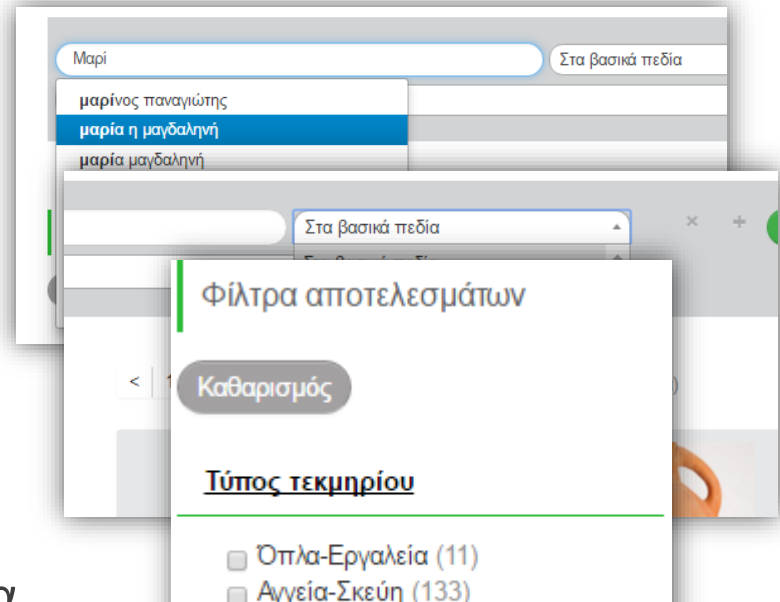 Μαρί
Στα βασικά πεδία
μαρίνος παναγιώτης
μαρία η μαγδαληνή
μαρία μαγδαληνή
Στα βασικά πεδία
× +
Φίλτρα αποτελεσμάτων
<
Καθαρισμός
Τύπος τεκμηρίου
Όπλα-Εργαλεία (11)
Αγγεία-Σκεύη (133)